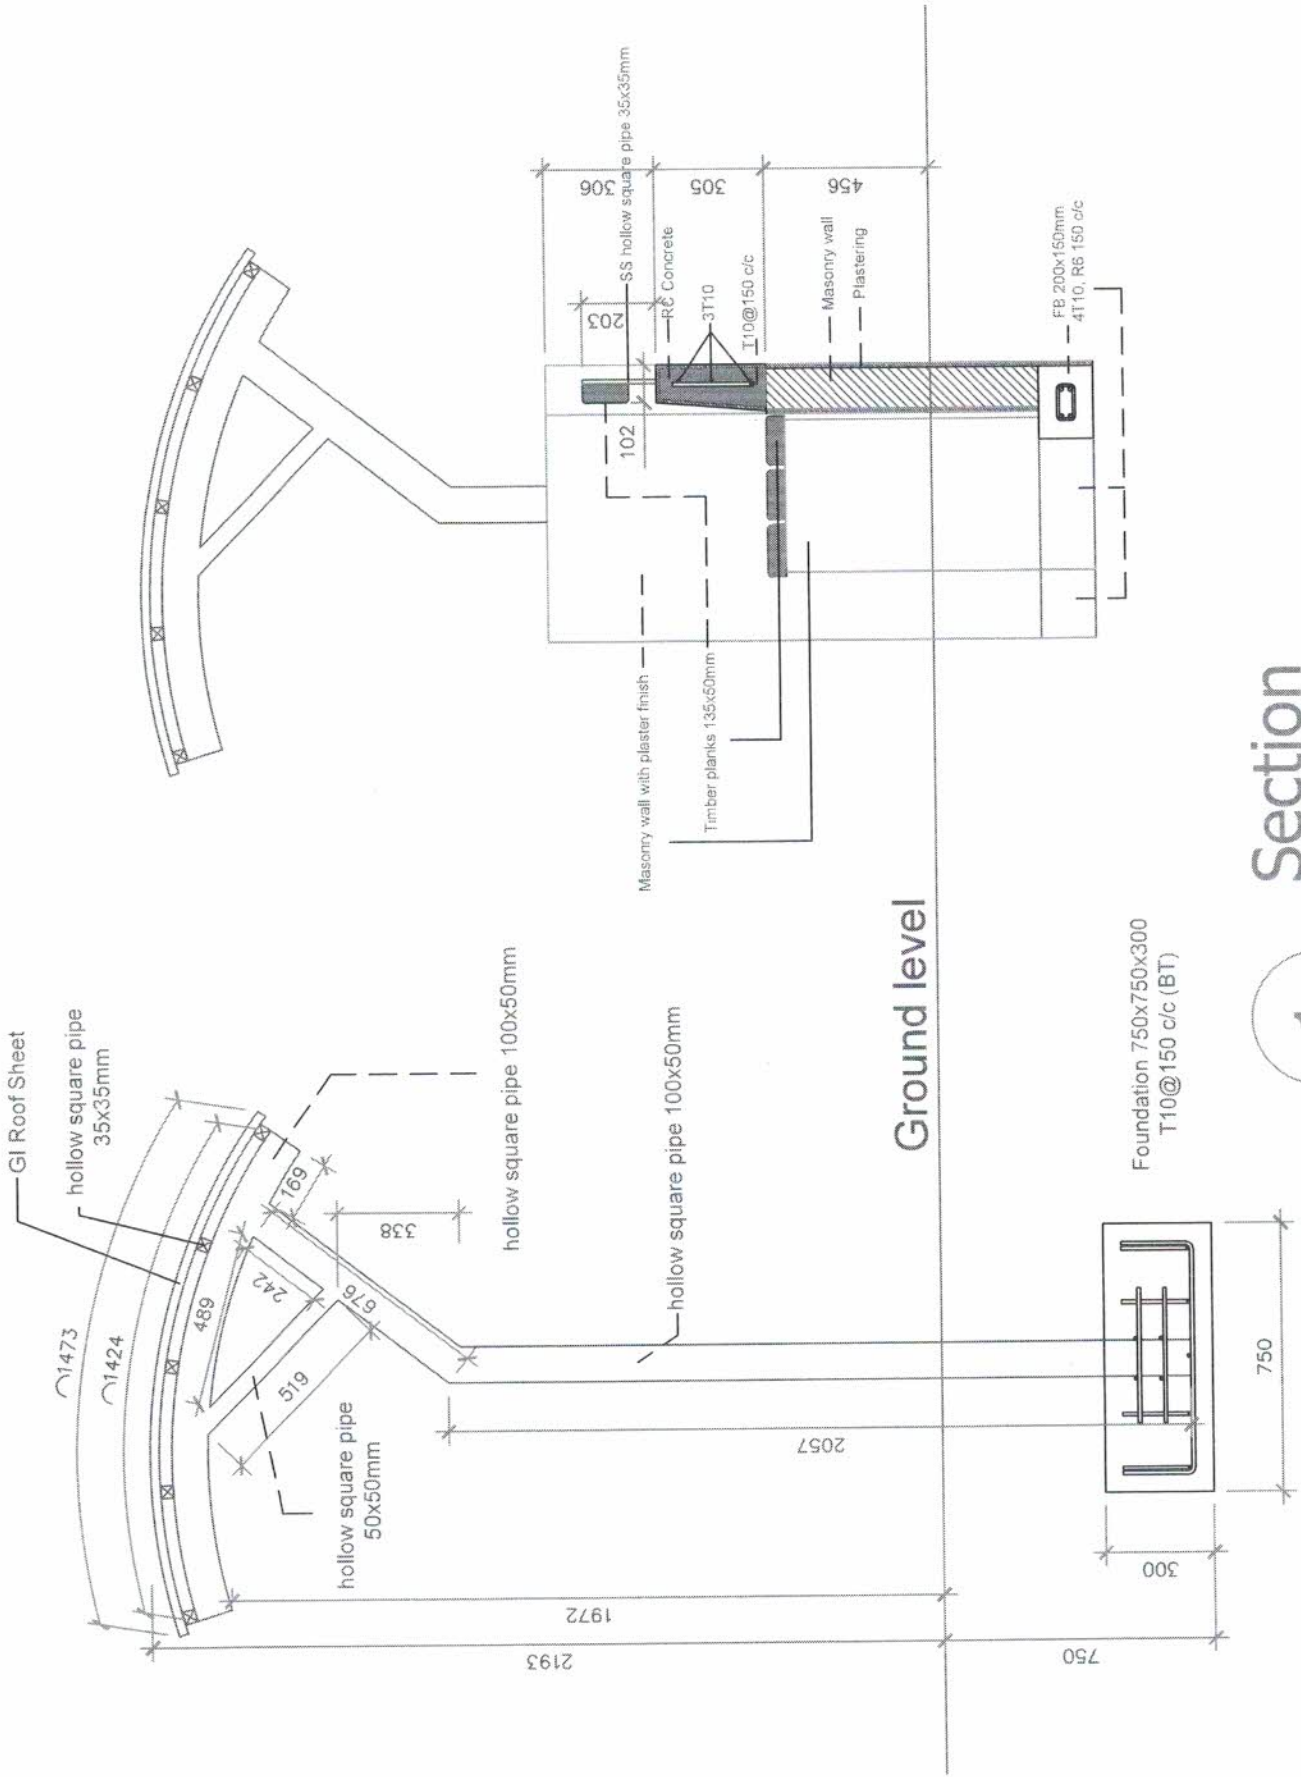 GI Roof Sheet
hollow square pipe
35x35mm
◠1473
◠1424
489
242
169
338
676
519
hollow square pipe 100x50mm
hollow square pipe
50x50mm
hollow square pipe 100x50mm
2057
1972
2193
Ground level
750
300
750
Foundation 750x750x300
T10@150 c/c (BT)
306
305
456
203
102
SS hollow square pipe 35x35mm
RC Concrete
3T10
T10@150 c/c
Masonry wall
Plastering
Masonry wall with plaster finish
Timber planks 135x50mm
FB 200x150mm
4T10, R6 150 c/c
Section